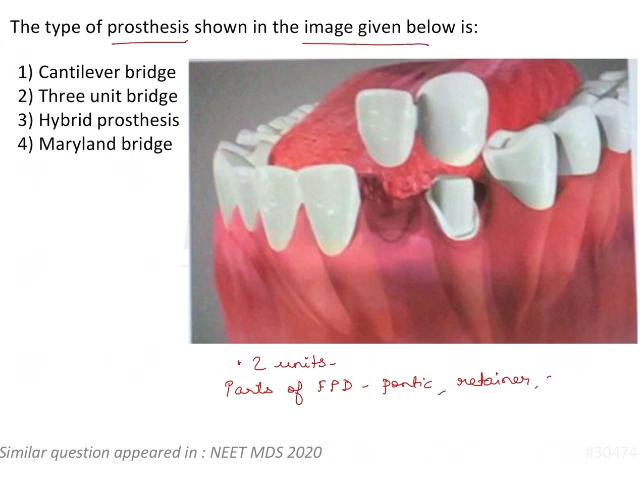 The type of prosthesis shown in the image given below is:
1) Cantilever bridge
2) Three unit bridge
3) Hybrid prosthesis
4) Maryland bridge
• 2 units-
Parts of FPD - pontic, retainer, -
Similar question appeared in : NEET MDS 2020
#30474